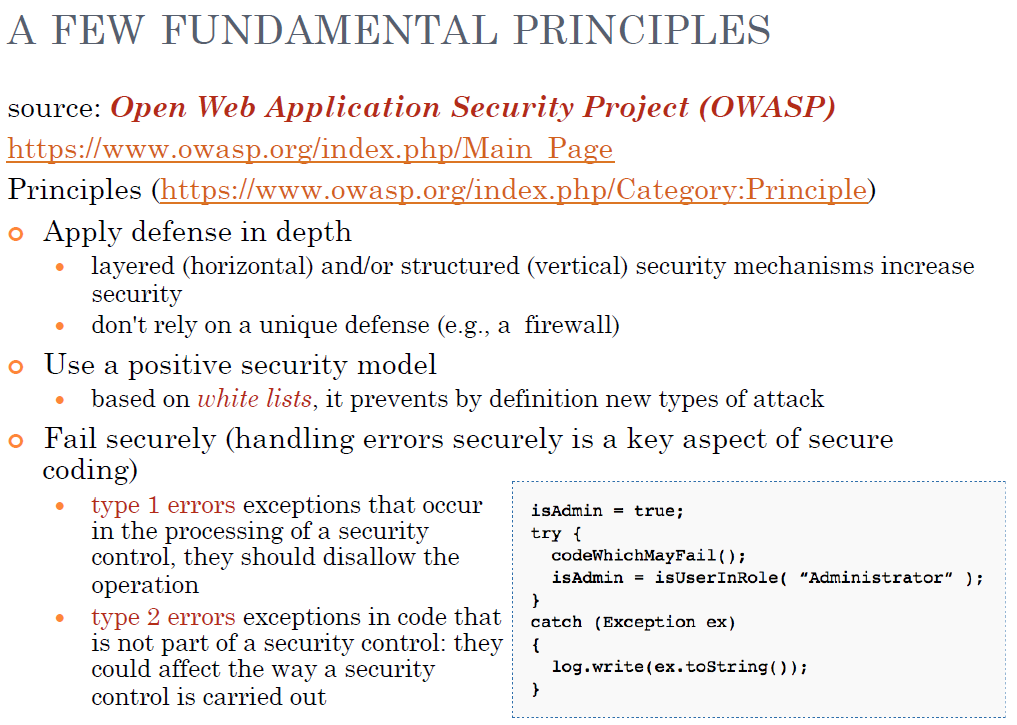 A FEW FUNDAMENTAL PRINCIPLES
source: Open Web Application Security Project (OWASP)
https://www.owasp.org/index.php/Main_Page
Principles (https://www.owasp.org/index.php/Category:Principle)
Apply defense in depth
layered (horizontal) and/or structured (vertical) security mechanisms increase
security
don't rely on a unique defense (e.g., a firewall)
Use a positive security model
based on white lists, it prevents by definition new types of attack
Fail securely (handling errors securely is a key aspect of secure
coding)
type 1 errors exceptions that occur
in the processing of a security
control, they should disallow the
operation
type 2 errors exceptions in code that
is not part of a security control: they
could affect the way a security
control is carried out
isAdmin = true;
try {
codeWhichMayFail();
isAdmin = isUserInRole( “Administrator” );
}
catch (Exception ex)
{
log.write(ex.toString());
}